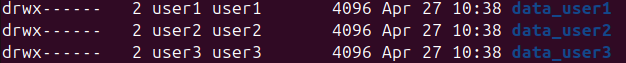 drwx------ 2 user1 user1 4096 Apr 27 10:38 data_user1
drwx------ 2 user2 user2 4096 Apr 27 10:38 data_user2
drwx------ 2 user3 user3 4096 Apr 27 10:38 data_user3